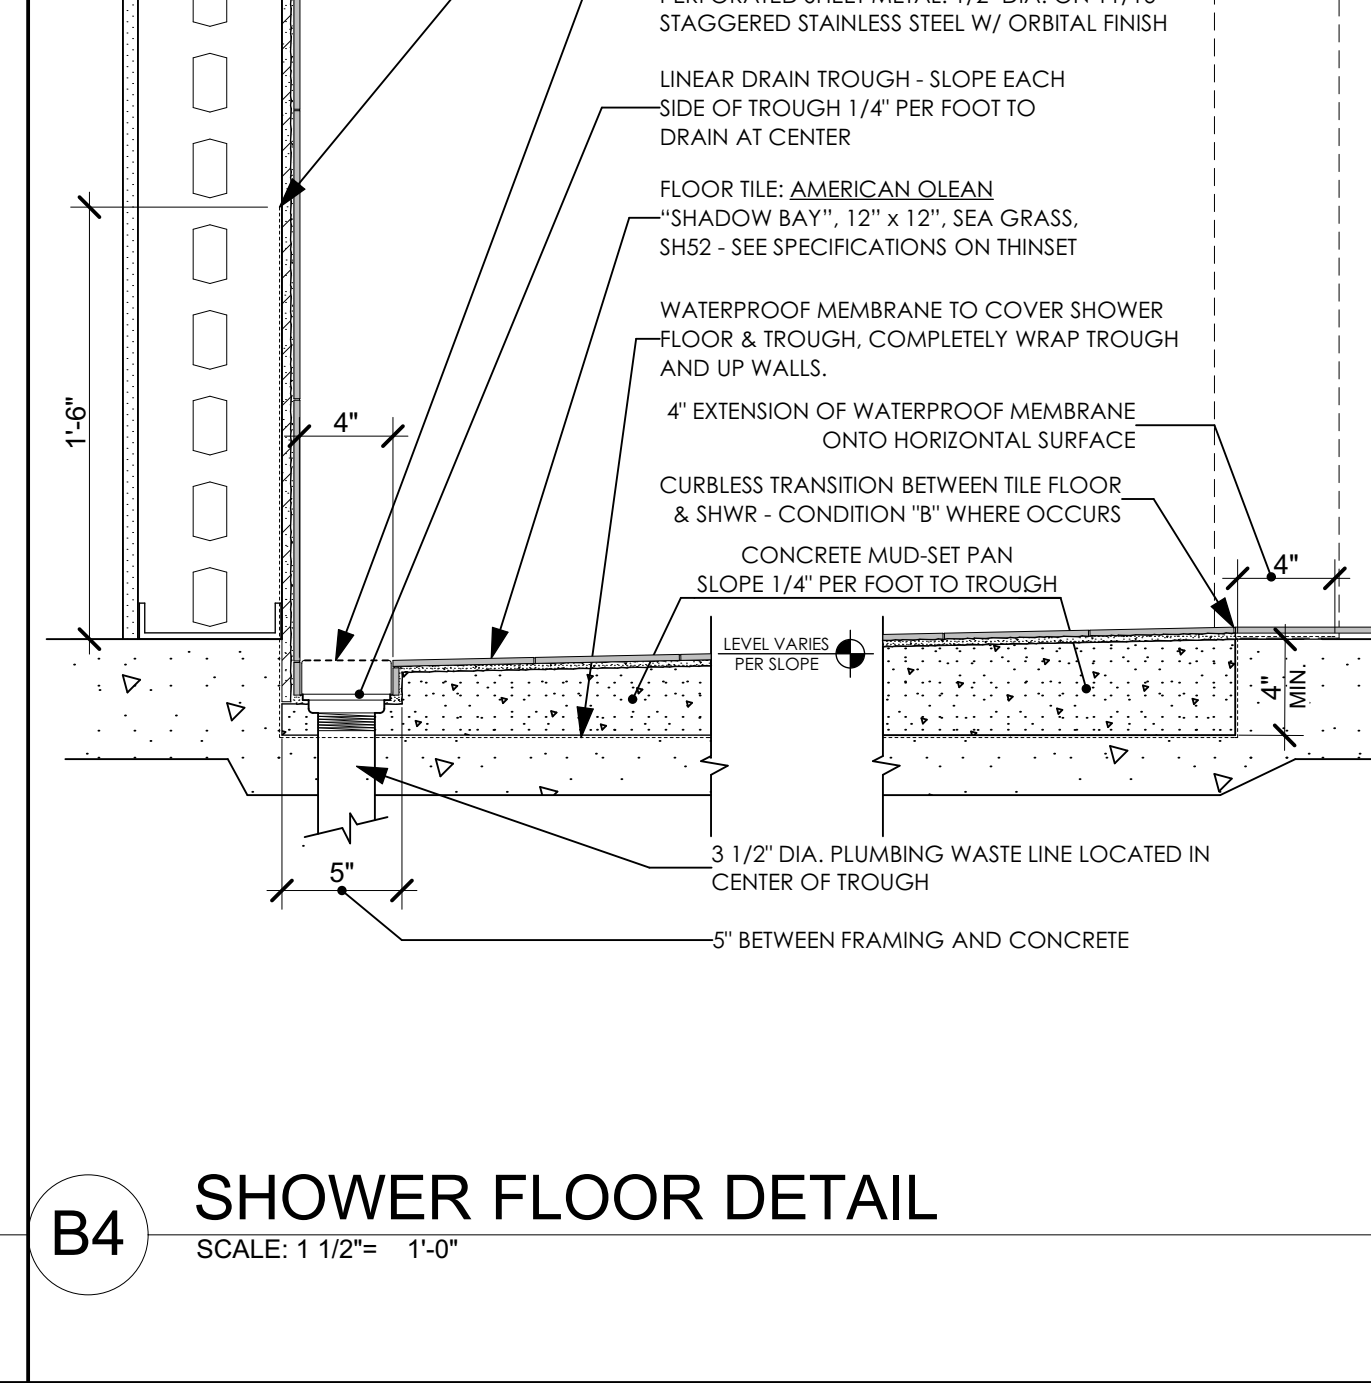 STAGGERED STAINLESS STEEL W/ ORBITAL FINISH
LINEAR DRAIN TROUGH - SLOPE EACH
SIDE OF TROUGH 1/4" PER FOOT TO
DRAIN AT CENTER
FLOOR TILE: AMERICAN OLEAN
“SHADOW BAY”, 12” x 12”, SEA GRASS,
SH52 - SEE SPECIFICATIONS ON THINSET
WATERPROOF MEMBRANE TO COVER SHOWER
FLOOR & TROUGH, COMPLETELY WRAP TROUGH
AND UP WALLS.
1'-6"
4"
4" EXTENSION OF WATERPROOF MEMBRANE
ONTO HORIZONTAL SURFACE
CURBLESS TRANSITION BETWEEN TILE FLOOR
& SHWR - CONDITION "B" WHERE OCCURS
CONCRETE MUD-SET PAN
SLOPE 1/4" PER FOOT TO TROUGH
4"
LEVEL VARIES
PER SLOPE
4"
MIN.
3 1/2" DIA. PLUMBING WASTE LINE LOCATED IN
CENTER OF TROUGH
5"
5" BETWEEN FRAMING AND CONCRETE
B4
SHOWER FLOOR DETAIL
SCALE: 1 1/2"= 1'-0"